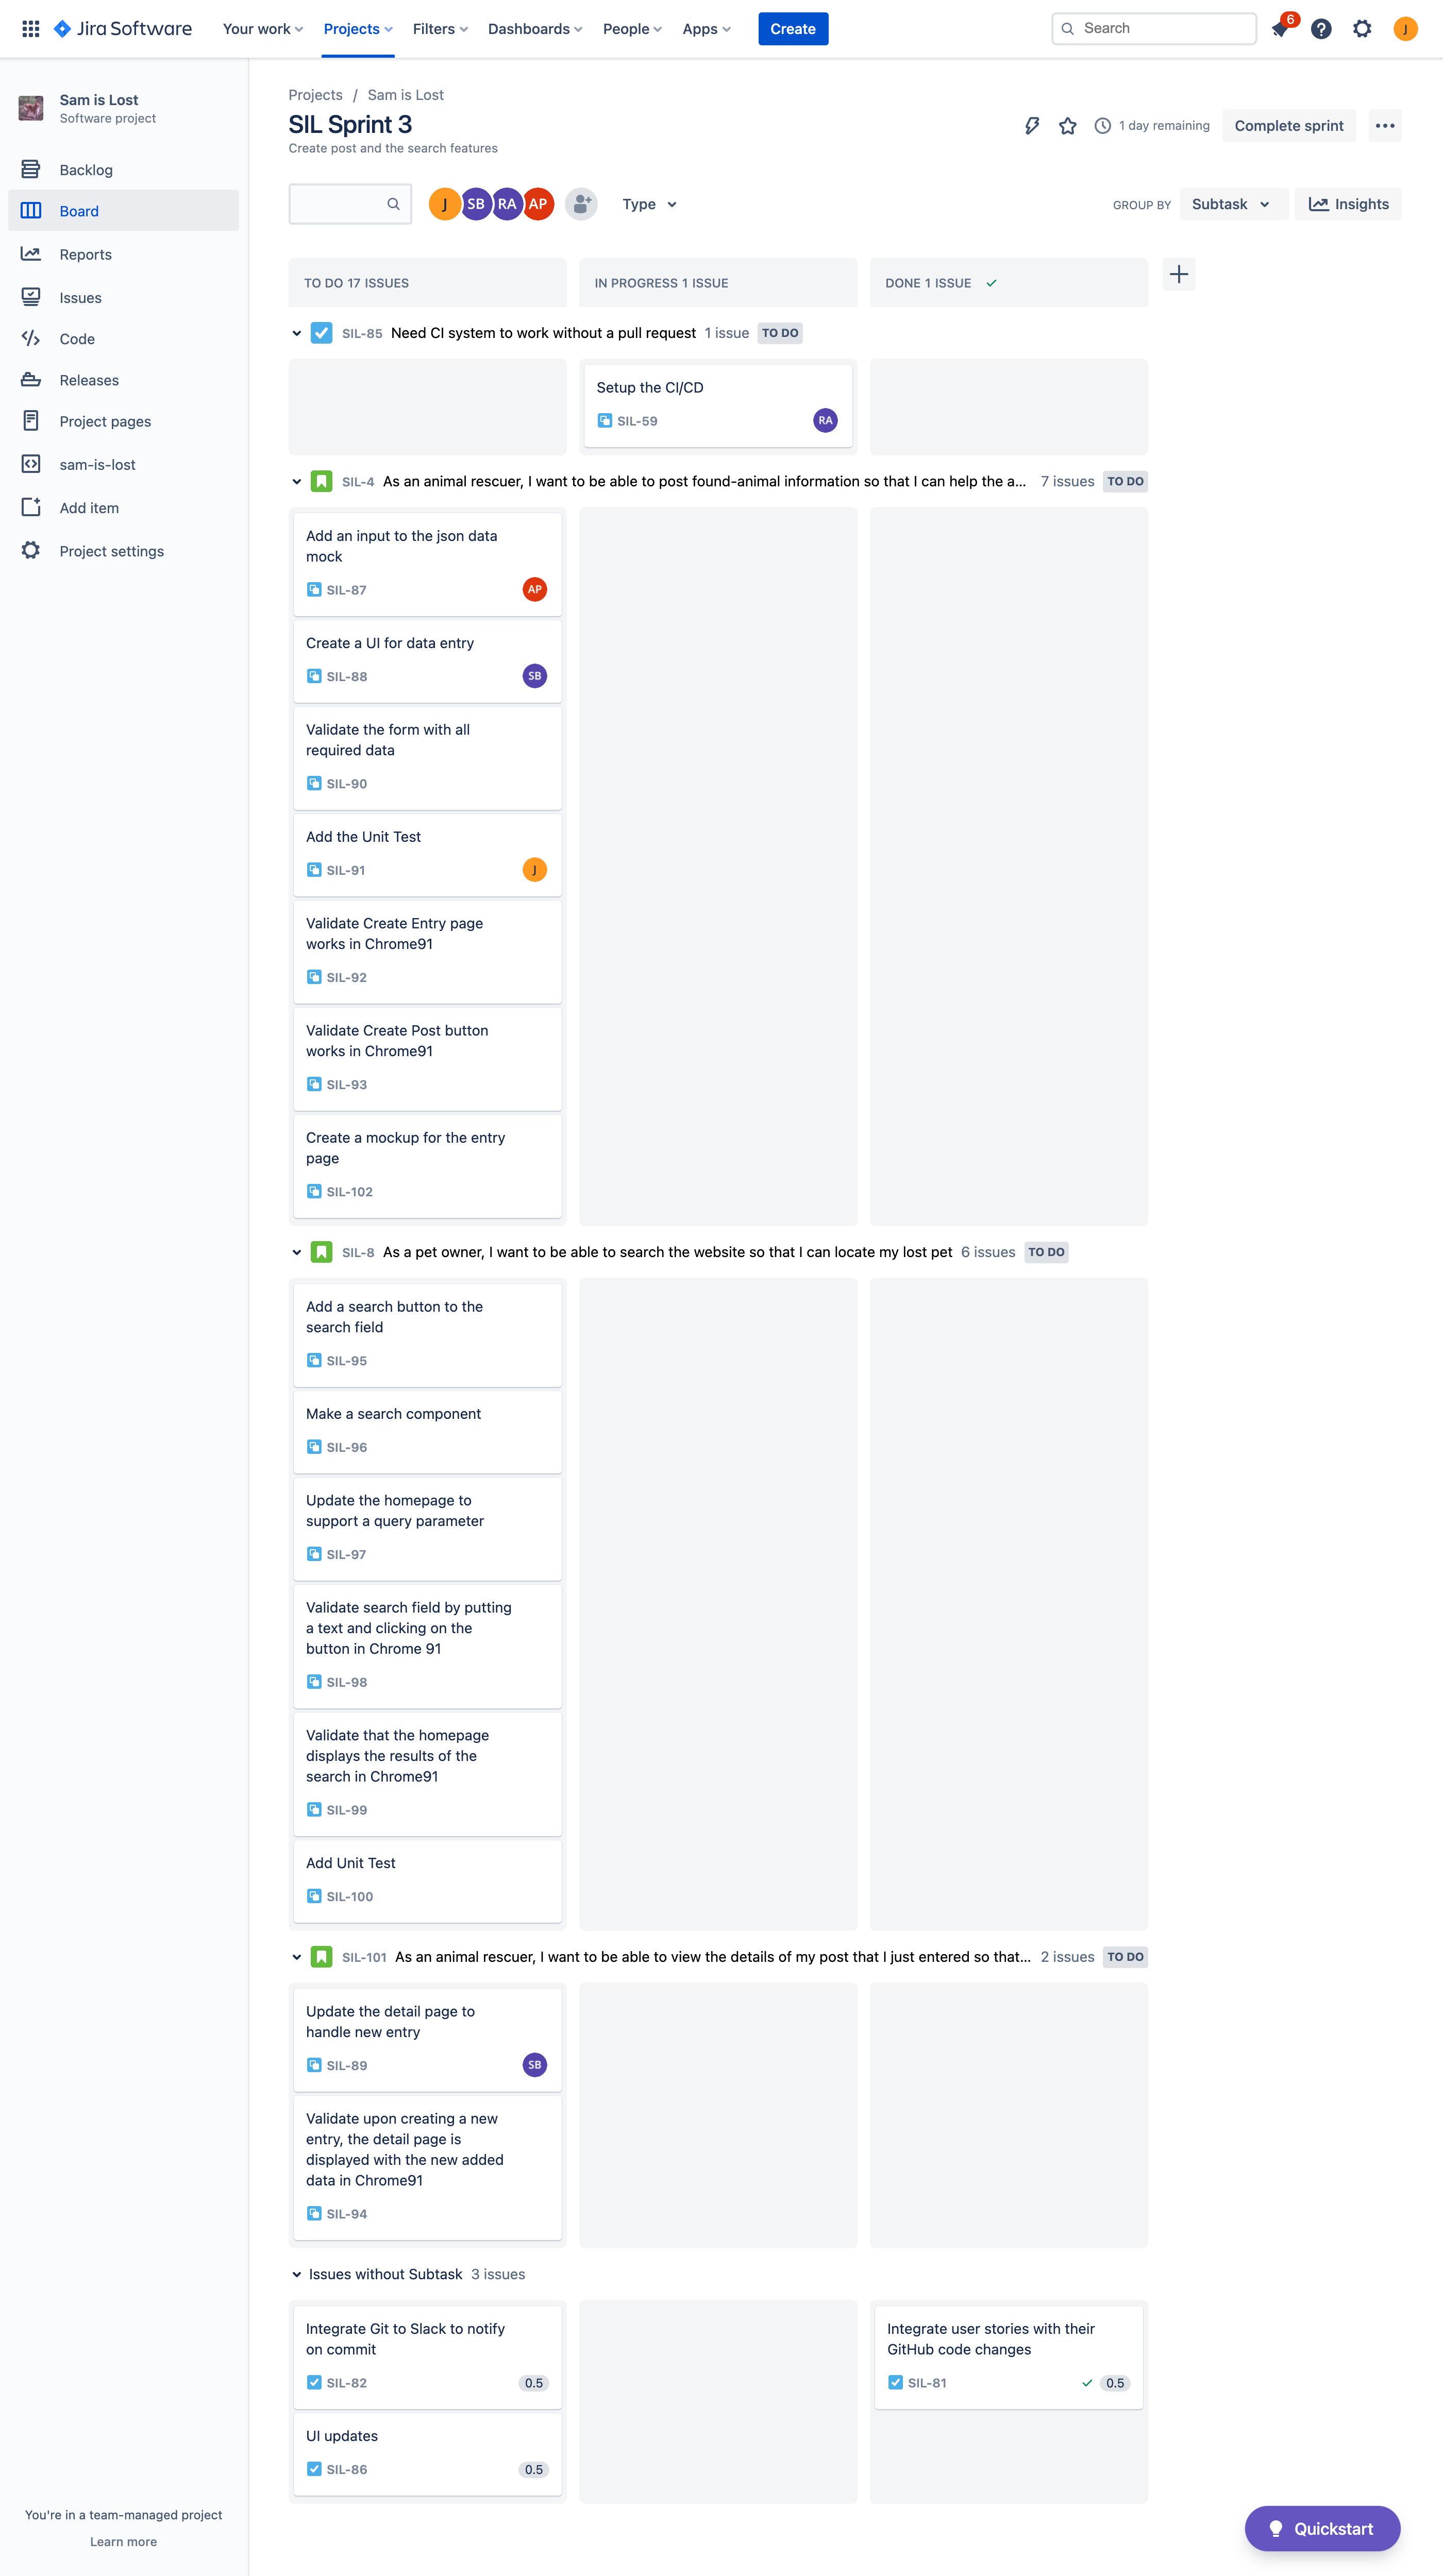 Jira Software
Your work
Projects
Filters
Dashboards
People
Apps
Create
Search
6
J
Sam is Lost
Software project
Backlog
Board
Reports
Issues
Code
Releases
Project pages
sam-is-lost
Add item
Project settings
You're in a team-managed project
Learn more
Projects / Sam is Lost
SIL Sprint 3
Create post and the search features
1 day remaining
Complete sprint
J SB RA AP
Type
GROUP BY
Subtask
Insights
TO DO 17 ISSUES
IN PROGRESS 1 ISSUE
DONE 1 ISSUE
SIL-85 Need CI system to work without a pull request 1 issue TO DO
Setup the CI/CD
SIL-59 RA
SIL-4 As an animal rescuer, I want to be able to post found-animal information so that I can help the a... 7 issues TO DO
Add an input to the json data
mock
SIL-87 AP
Create a UI for data entry
SIL-88 SB
Validate the form with all
required data
SIL-90
Add the Unit Test
SIL-91 J
Validate Create Entry page
works in Chrome91
SIL-92
Validate Create Post button
works in Chrome91
SIL-93
Create a mockup for the entry
page
SIL-102
SIL-8 As a pet owner, I want to be able to search the website so that I can locate my lost pet 6 issues TO DO
Add a search button to the
search field
SIL-95
Make a search component
SIL-96
Update the homepage to
support a query parameter
SIL-97
Validate search field by putting
a text and clicking on the
button in Chrome 91
SIL-98
Validate that the homepage
displays the results of the
search in Chrome91
SIL-99
Add Unit Test
SIL-100
SIL-101 As an animal rescuer, I want to be able to view the details of my post that I just entered so that... 2 issues TO DO
Update the detail page to
handle new entry
SIL-89 SB
Validate upon creating a new
entry, the detail page is
displayed with the new added
data in Chrome91
SIL-94
Issues without Subtask 3 issues
Integrate Git to Slack to notify
on commit
SIL-82 0.5
UI updates
SIL-86 0.5
Integrate user stories with their
GitHub code changes
SIL-81 0.5
Quickstart